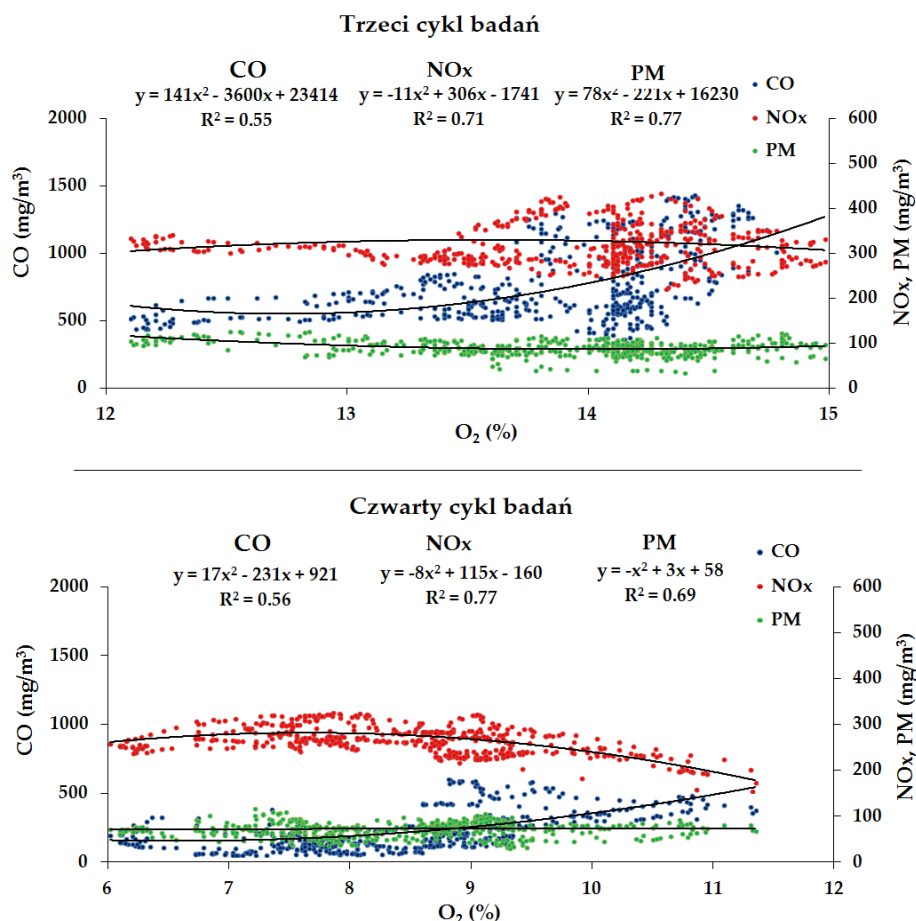 Trzeci cykl badań
CO NOx PM
y = 141x² - 3600x + 23414 y = -11x² + 306x - 1741 y = 78x² - 221x + 16230
R² = 0.55 R² = 0.71 R² = 0.77
CO
NOx
PM
2000
1500
1000
500
0
CO (mg/m³)
600
500
400
300
200
100
0
NOx, PM (mg/m³)
12 13 14 15
O₂ (%)
Czwarty cykl badań
CO NOx PM
y = 17x² - 231x + 921 y = -8x² + 115x - 160 y = -x² + 3x + 58
R² = 0.56 R² = 0.77 R² = 0.69
CO
NOx
PM
2000
1500
1000
500
0
CO (mg/m³)
600
500
400
300
200
100
0
NOx, PM (mg/m³)
6 7 8 9 10 11 12
O₂ (%)